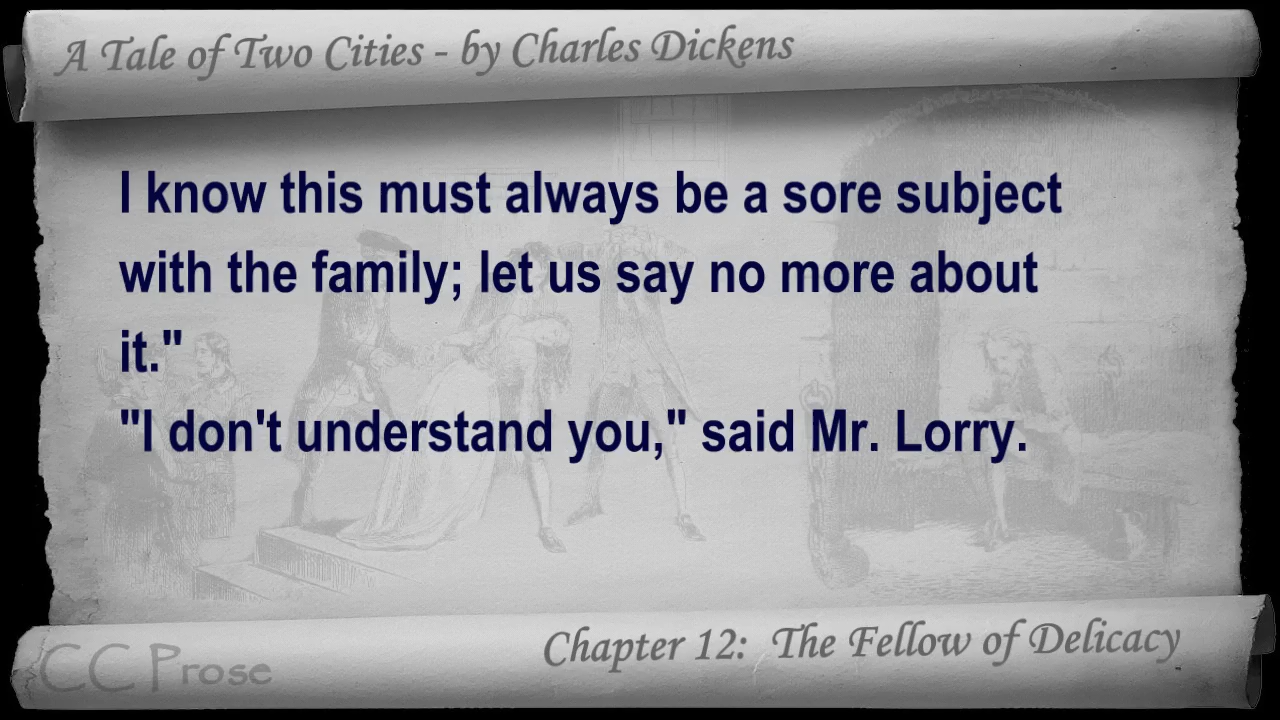 A Tale of Two Cities - by Charles Dickens
I know this must always be a sore subject
with the family; let us say no more about
it."
"I don't understand you," said Mr. Lorry.
Chapter 12: The Fellow of Delicacy
CC Prose